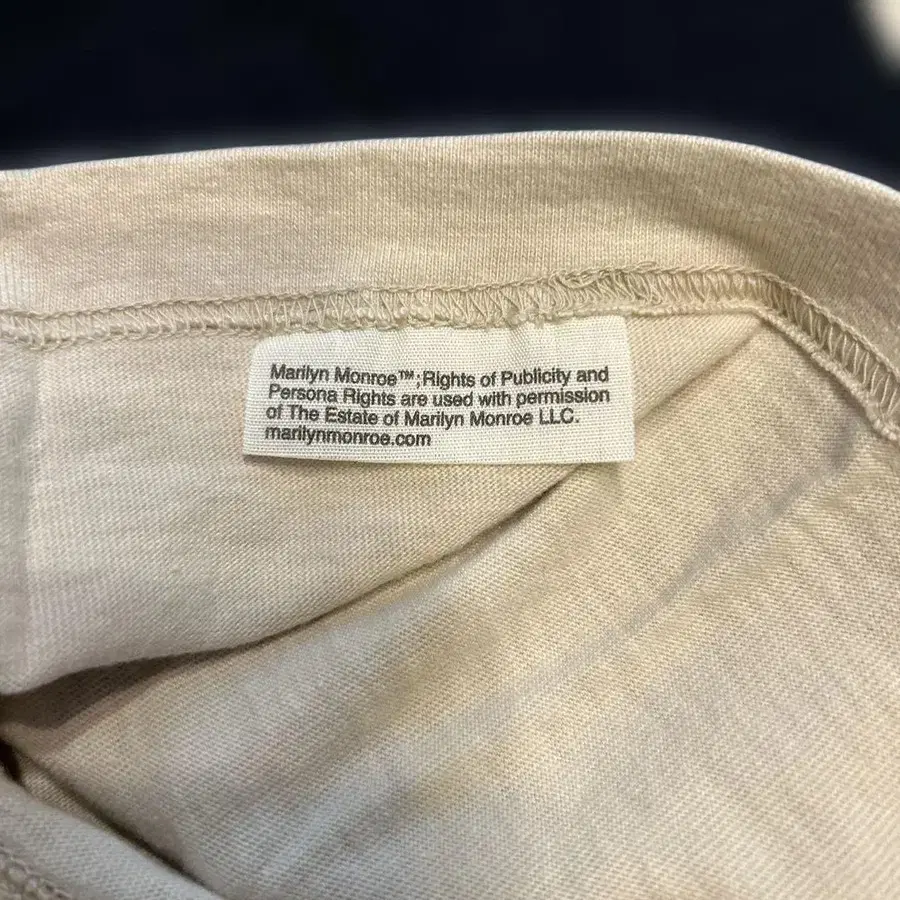 Marilyn Monroe™;Rights of Publicity and
Persona Rights are used with permission
of The Estate of Marilyn Monroe LLC.
marilynmonroe.com